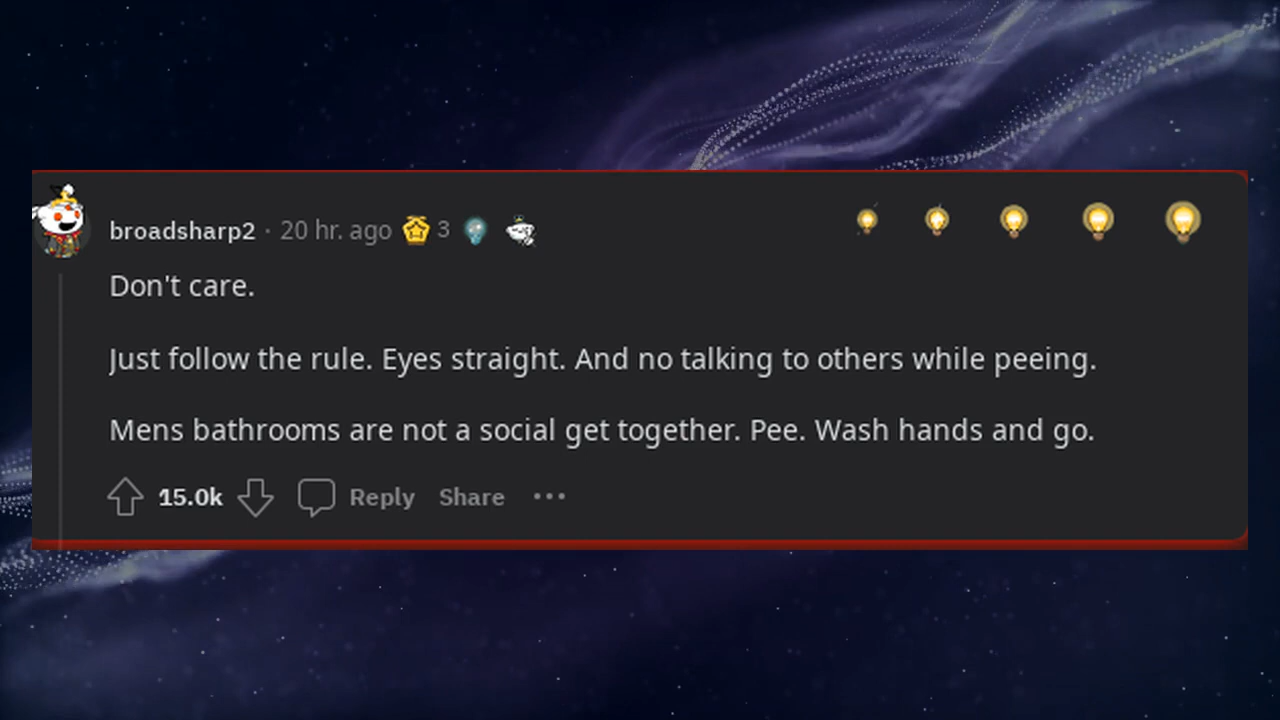 broadsharp2 · 20 hr. ago 3
Don't care.
Just follow the rule. Eyes straight. And no talking to others while peeing.
Mens bathrooms are not a social get together. Pee. Wash hands and go.
15.0k Reply Share ···